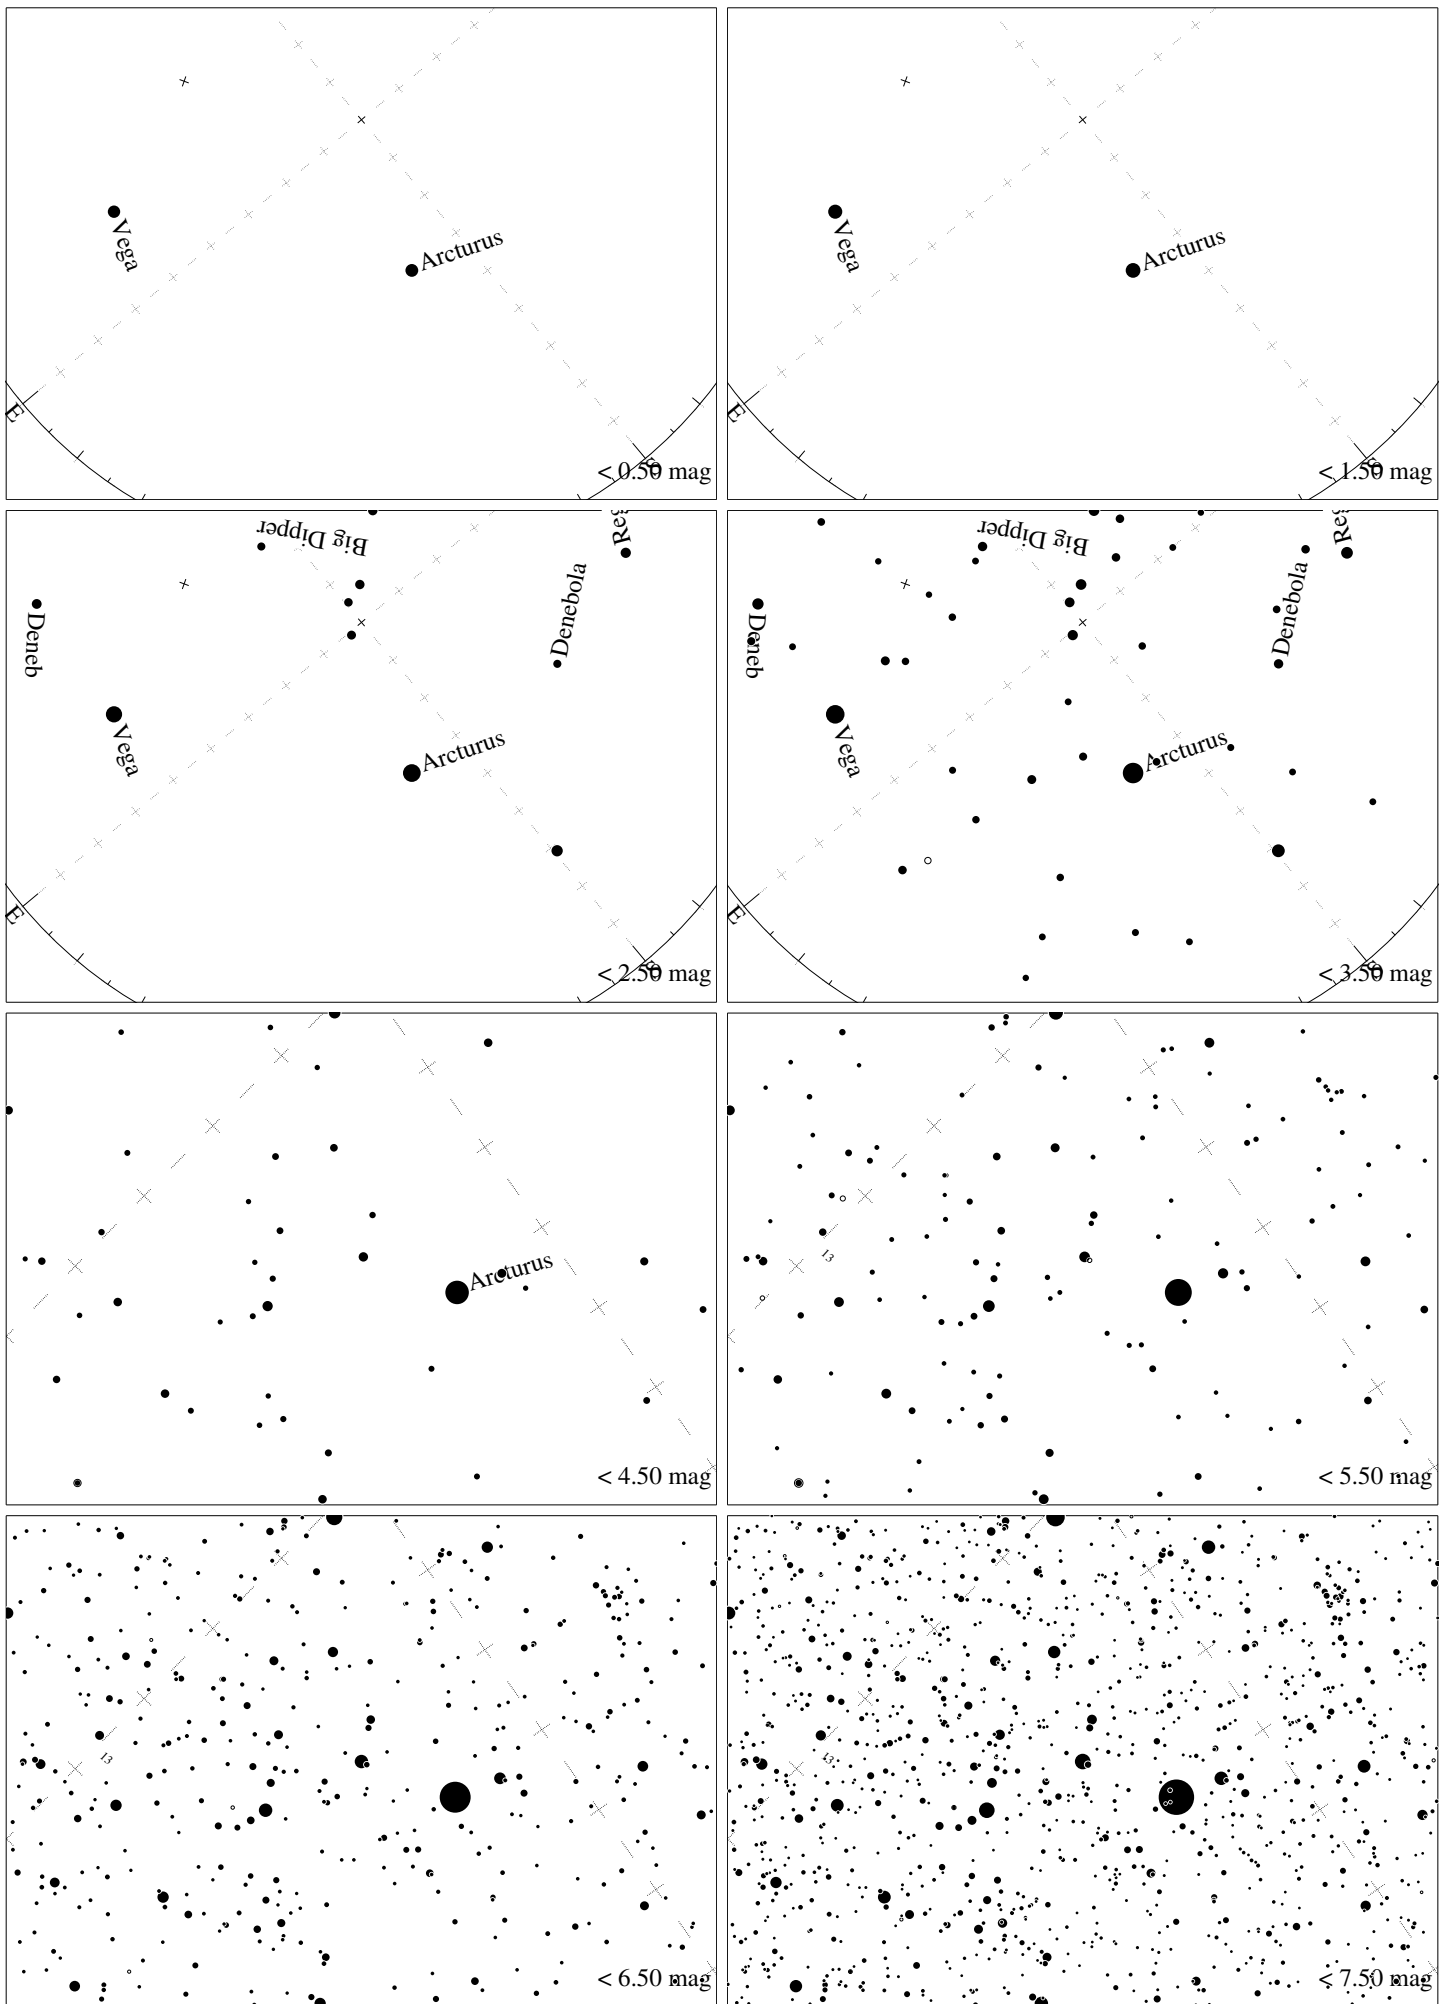 Vega
Arcturus
E
S
< 0.50 mag
Vega
Arcturus
E
S
< 1.50 mag
Big Dipper
Reg
Deneb
Denebola
Vega
Arcturus
E
S
< 2.50 mag
Big Dipper
Reg
Deneb
Denebola
Vega
Arcturus
E
S
< 3.50 mag
Arcturus
< 4.50 mag
13
< 5.50 mag
13
< 6.50 mag
13
< 7.50 mag